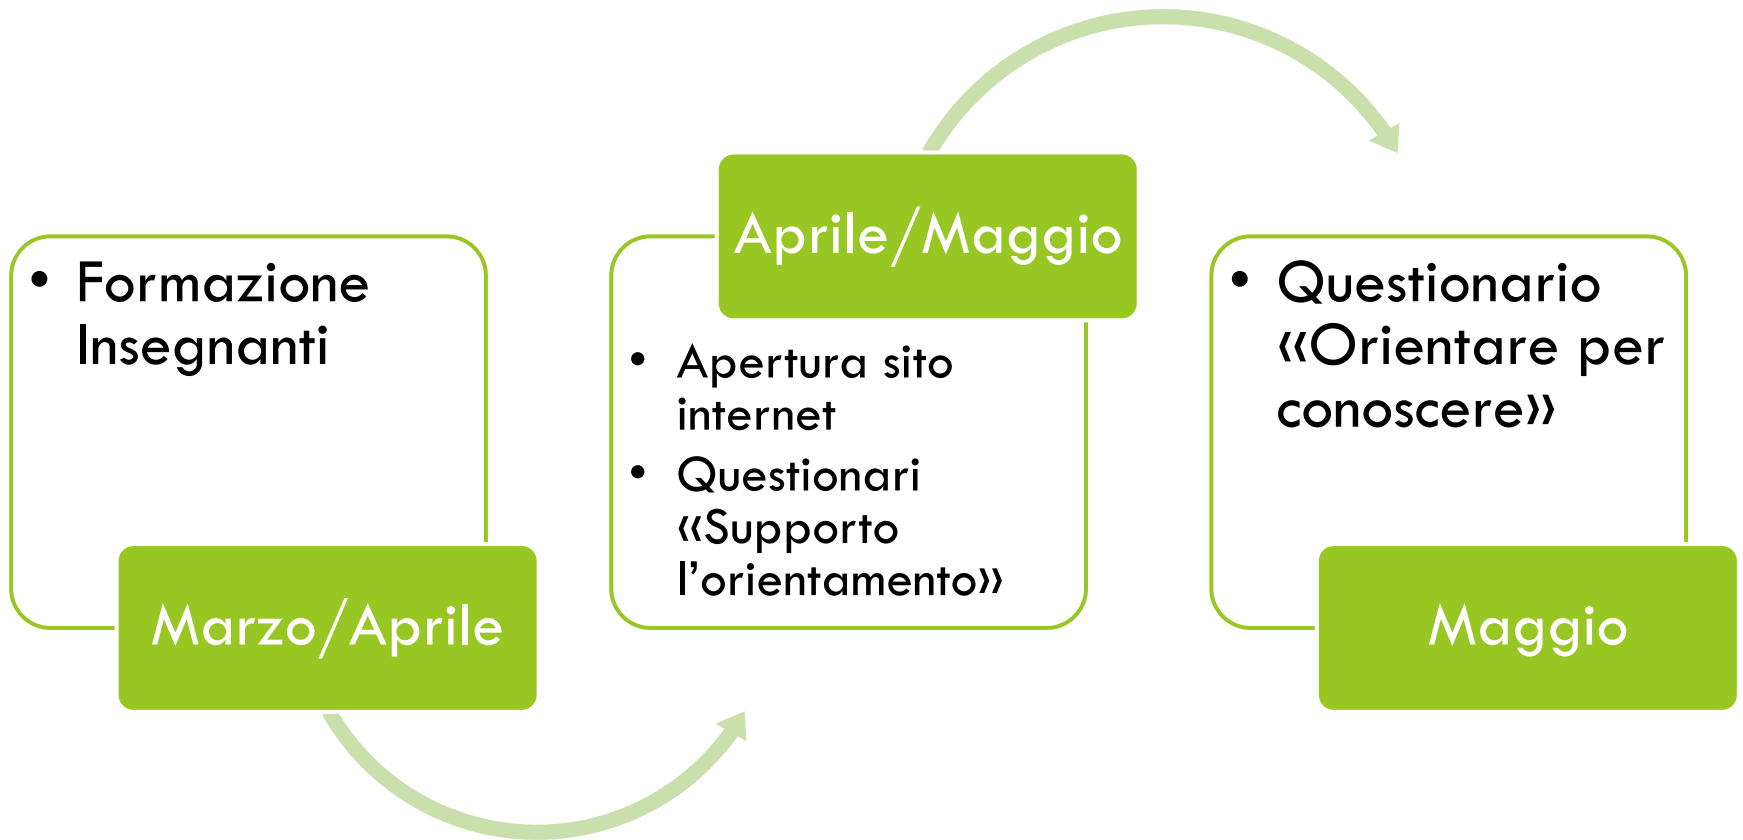 • Formazione
Insegnanti
Marzo/Aprile
Aprile/Maggio
• Apertura sito
internet
• Questionari
«Supporto
l’orientamento»
• Questionario
«Orientare per
conoscere»
Maggio